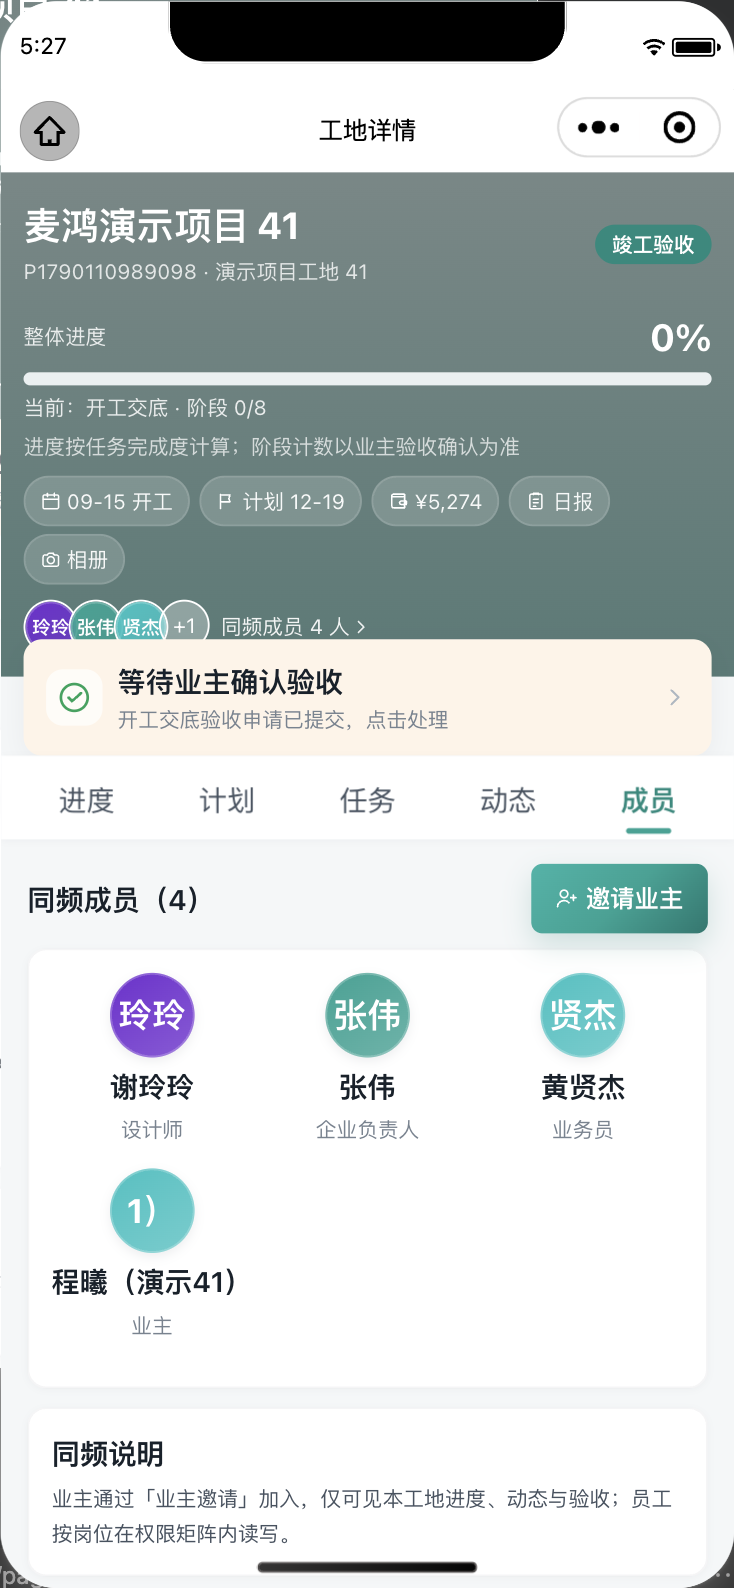 5:27
工地详情
麦鸿演示项目 41
竣工验收
P1790110989098 · 演示项目工地 41
整体进度
0%
当前：开工交底 · 阶段 0/8
进度按任务完成度计算；阶段计数以业主验收确认为准
09-15 开工
计划 12-19
¥5,274
日报
相册
玲玲
张伟
贤杰
+1
同频成员 4 人
等待业主确认验收
开工交底验收申请已提交，点击处理
进度
计划
任务
动态
成员
同频成员（4）
邀请业主
玲玲
张伟
贤杰
谢玲玲
张伟
黄贤杰
设计师
企业负责人
业务员
1）
程曦（演示41）
业主
同频说明
业主通过「业主邀请」加入，仅可见本工地进度、动态与验收；员工
按岗位在权限矩阵内读写。